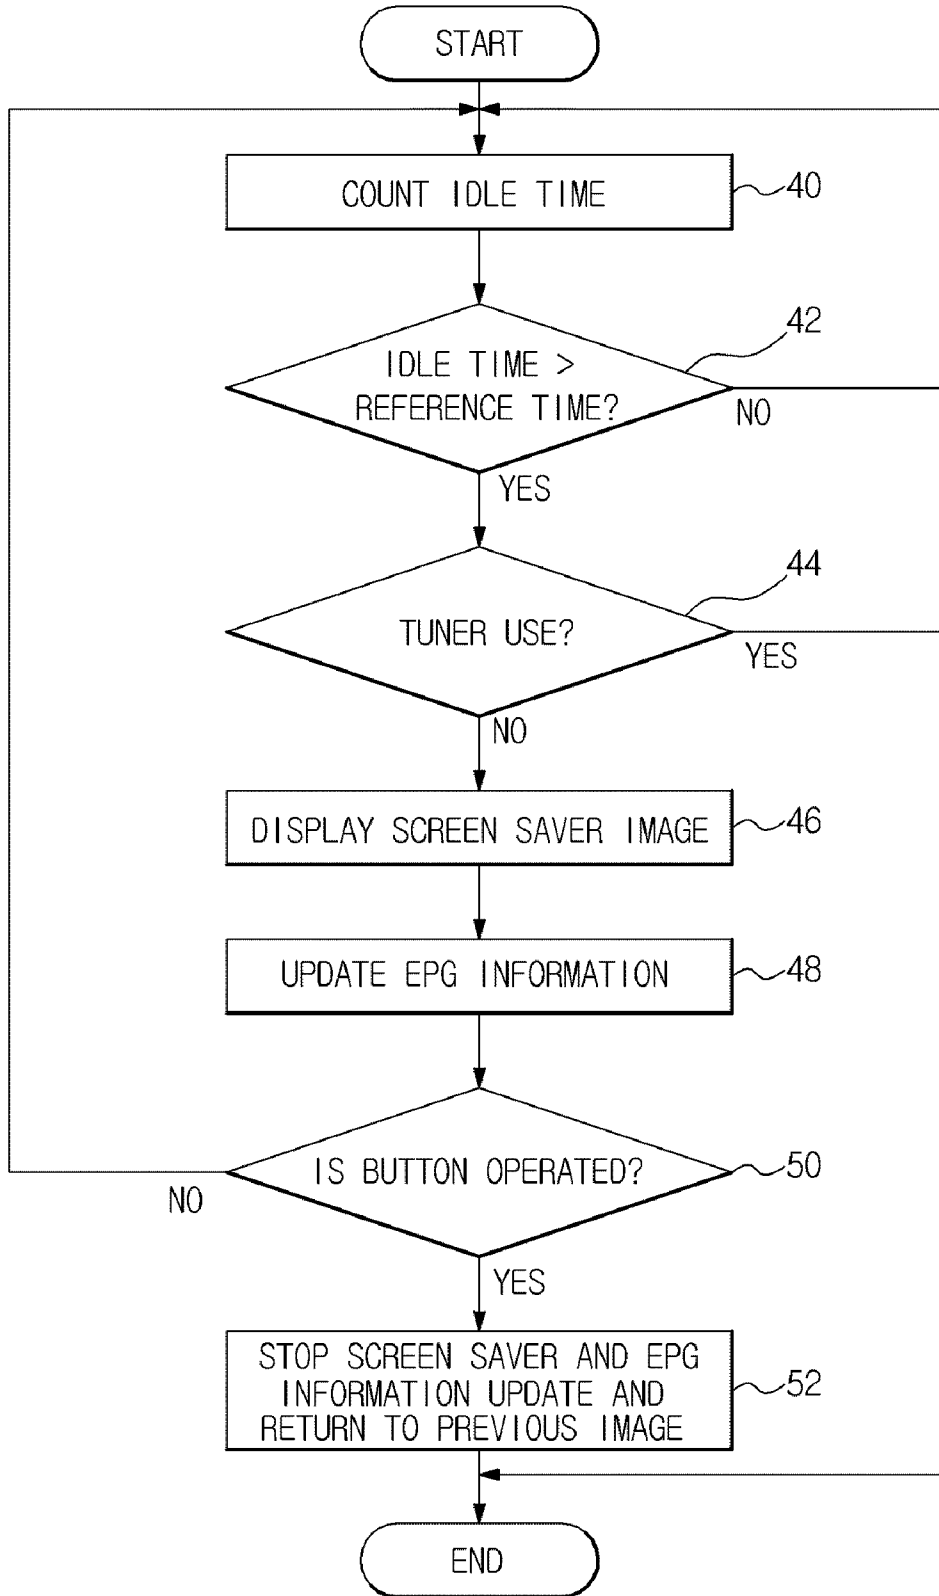 START
COUNT IDLE TIME
40
IDLE TIME >
REFERENCE TIME?
42
NO
YES
TUNER USE?
44
YES
NO
DISPLAY SCREEN SAVER IMAGE
46
UPDATE EPG INFORMATION
48
IS BUTTON OPERATED?
50
NO
YES
STOP SCREEN SAVER AND EPG
INFORMATION UPDATE AND
RETURN TO PREVIOUS IMAGE
52
END